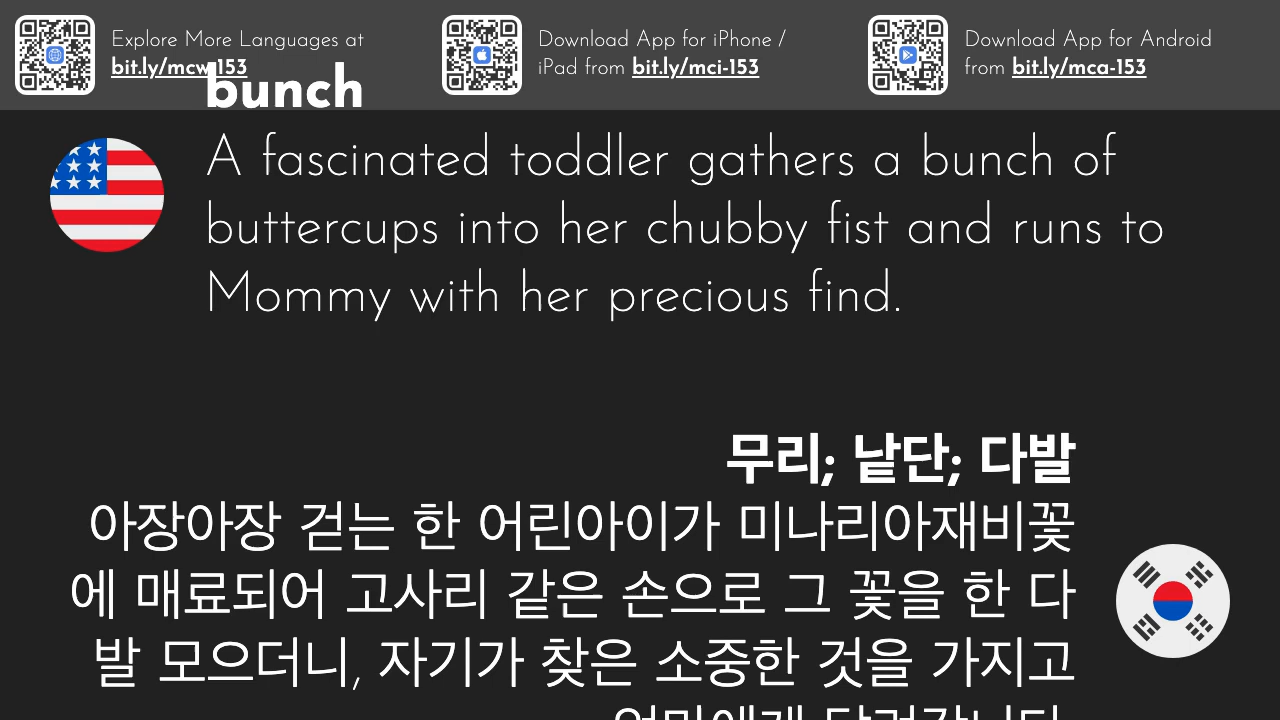 Explore More Languages at
bit.ly/mcw-153
Download App for iPhone /
iPad from bit.ly/mci-153
Download App for Android
from bit.ly/mca-153
bunch
A fascinated toddler gathers a bunch of
buttercups into her chubby fist and runs to
Mommy with her precious find.
무리; 낱단; 다발
아장아장 걷는 한 어린아이가 미나리아재비꽃
에 매료되어 고사리 같은 손으로 그 꽃을 한 다
발 모으더니, 자기가 찾은 소중한 것을 가지고